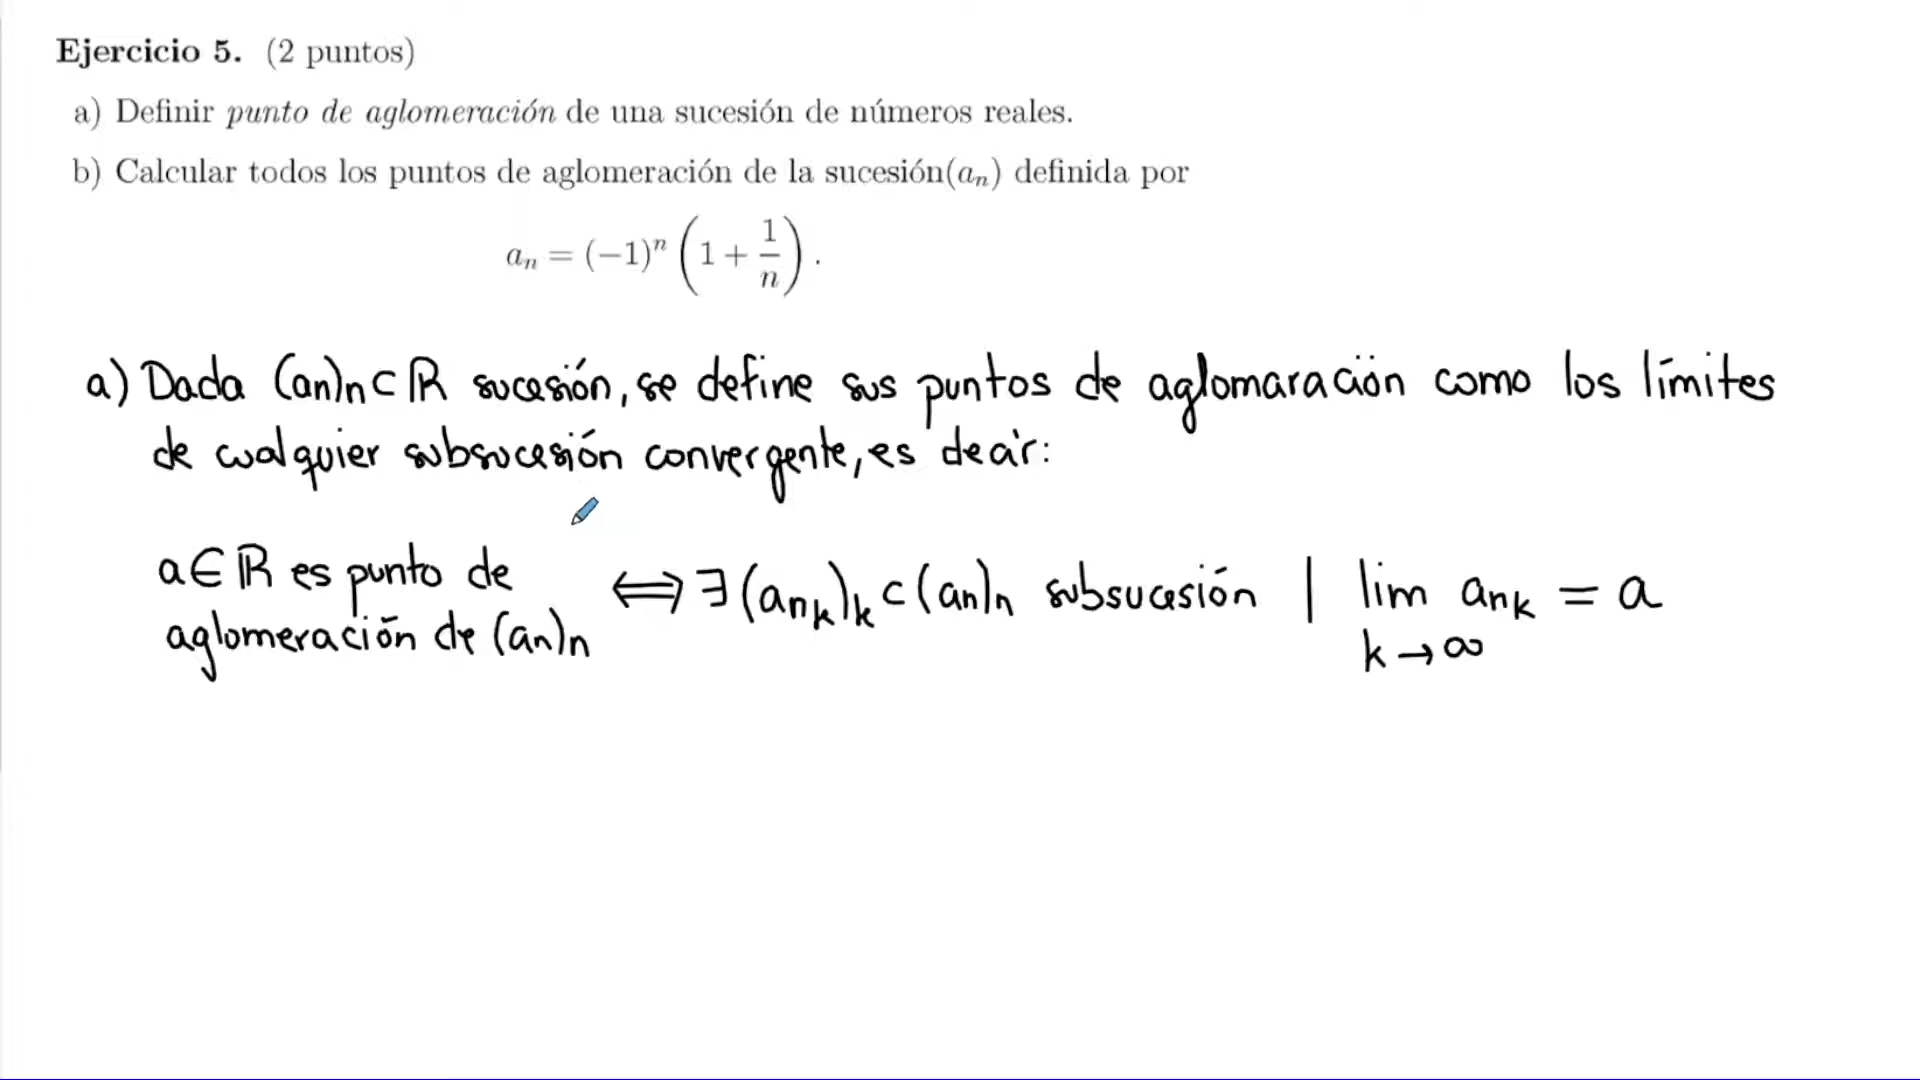 Ejercicio 5. (2 puntos)
a) Definir punto de aglomeración de una sucesión de números reales.
b) Calcular todos los puntos de aglomeración de la sucesión(aₙ) definida por
aₙ = (−1)ⁿ (1 + 1/n).
a) Dada (an)n ⊂ ℝ sucesión, se define sus puntos de aglomaración como los límites
de cualquier subsucesión convergente, es decir:
a ∈ ℝ es punto de
aglomeración de (an)n
⟺ ∃ (anₖ)ₖ ⊂ (an)n subsucesión | lim anₖ = a
k → ∞